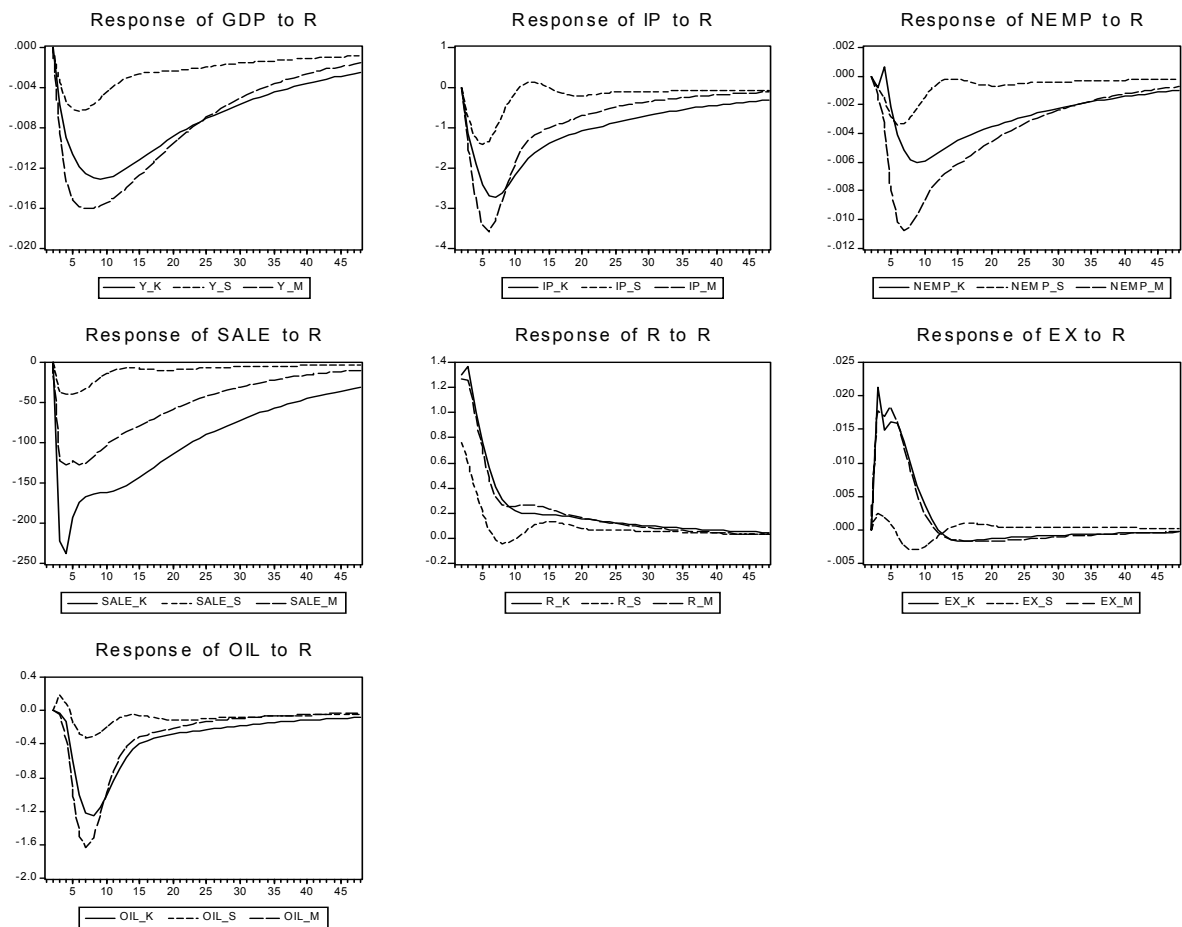 Response of GDP to R
.000
-.004
-.008
-.012
-.016
-.020
5 10 15 20 25 30 35 40 45
Y_K Y_S Y_M
Response of IP to R
1
0
-1
-2
-3
-4
5 10 15 20 25 30 35 40 45
IP_K IP_S IP_M
Response of NEMP to R
.002
.000
-.002
-.004
-.006
-.008
-.010
-.012
5 10 15 20 25 30 35 40 45
NEMP_K NEMP_S NEMP_M
Response of SALE to R
0
-50
-100
-150
-200
-250
5 10 15 20 25 30 35 40 45
SALE_K SALE_S SALE_M
Response of R to R
1.4
1.2
1.0
0.8
0.6
0.4
0.2
0.0
-0.2
5 10 15 20 25 30 35 40 45
R_K R_S R_M
Response of EX to R
.025
.020
.015
.010
.005
.000
-.005
5 10 15 20 25 30 35 40 45
EX_K EX_S EX_M
Response of OIL to R
0.4
0.0
-0.4
-0.8
-1.2
-1.6
-2.0
5 10 15 20 25 30 35 40 45
OIL_K OIL_S OIL_M